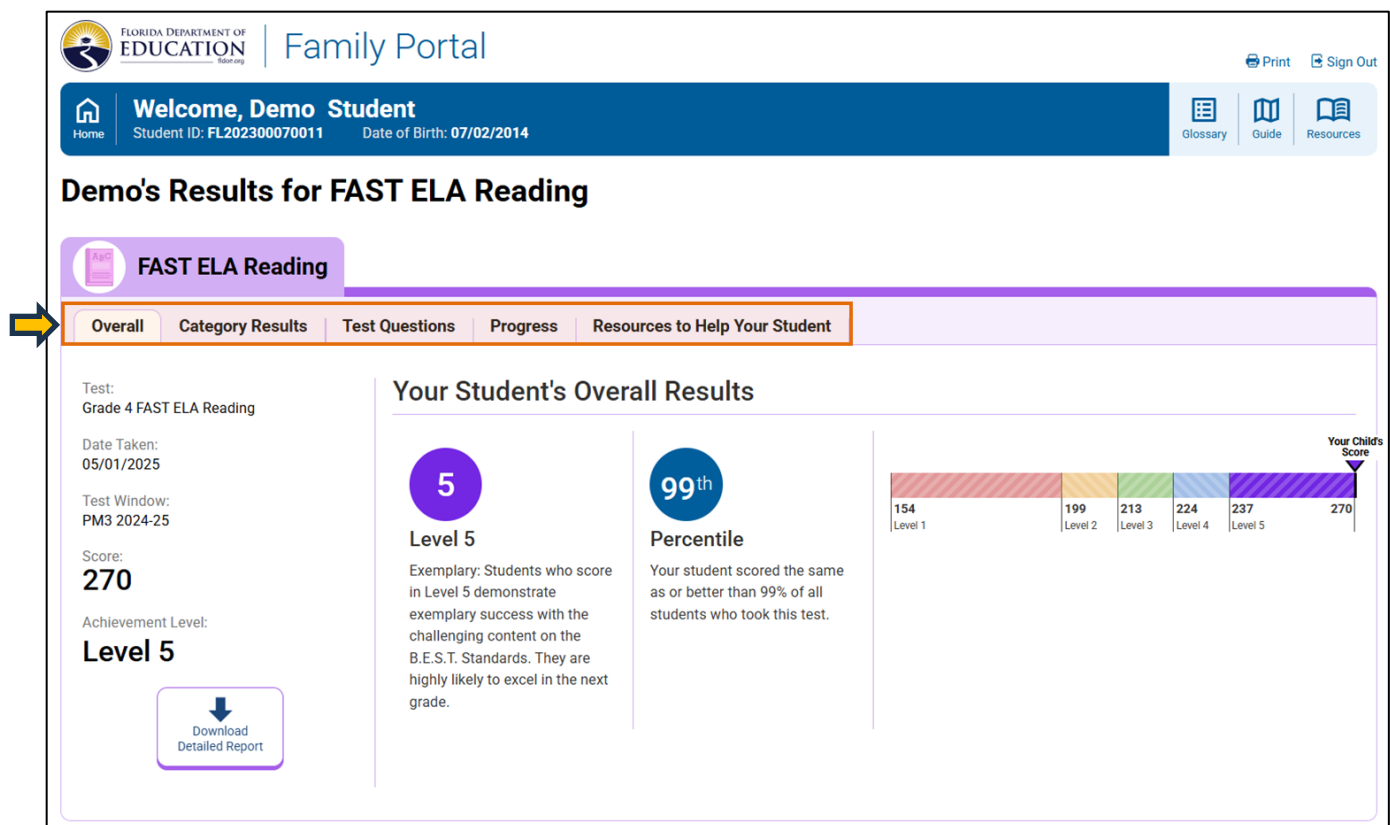 FLORIDA DEPARTMENT OF
EDUCATION
fldoe.org
Family Portal
Print
Sign Out
Home
Welcome, Demo Student
Student ID: FL202300070011 Date of Birth: 07/02/2014
Glossary
Guide
Resources
Demo's Results for FAST ELA Reading
ABC
FAST ELA Reading
Overall
Category Results
Test Questions
Progress
Resources to Help Your Student
Test:
Grade 4 FAST ELA Reading
Date Taken:
05/01/2025
Test Window:
PM3 2024-25
Score:
270
Achievement Level:
Level 5
Download
Detailed Report
Your Student's Overall Results
5
Level 5
Exemplary: Students who score
in Level 5 demonstrate
exemplary success with the
challenging content on the
B.E.S.T. Standards. They are
highly likely to excel in the next
grade.
99th
Percentile
Your student scored the same
as or better than 99% of all
students who took this test.
Your Child's
Score
154 199 213 224 237 270
Level 1 Level 2 Level 3 Level 4 Level 5